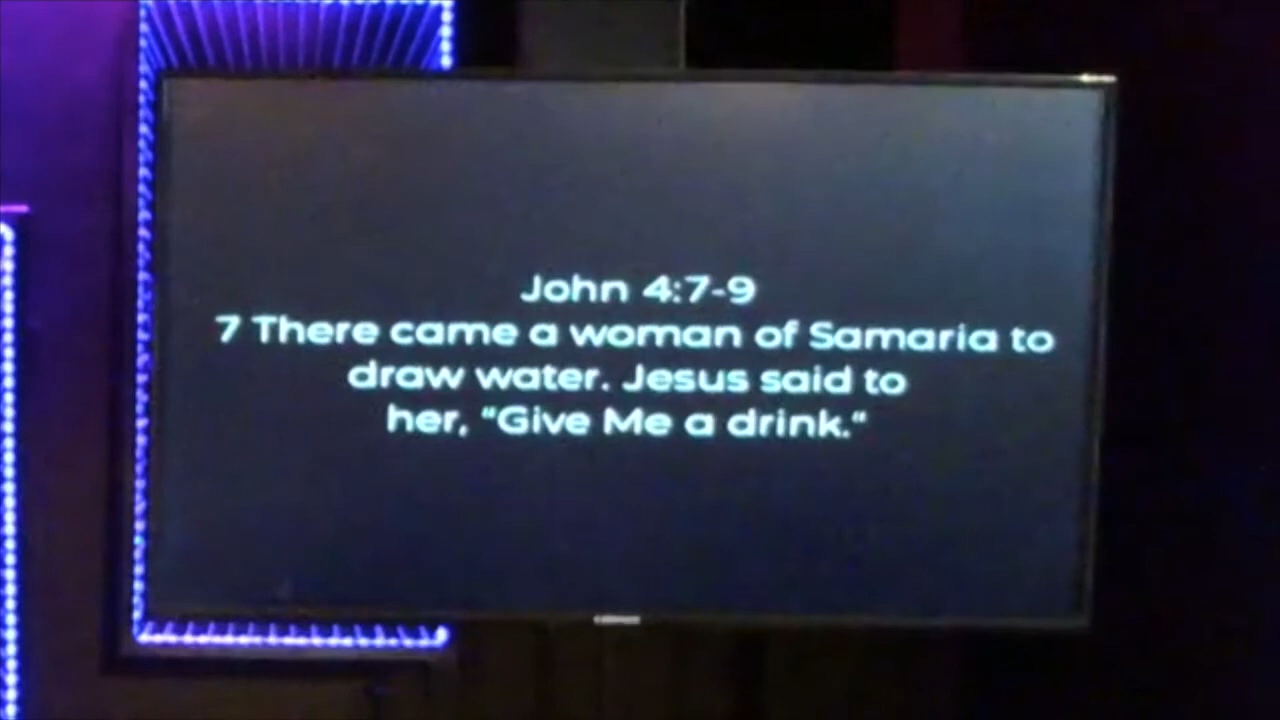 John 4:7-9
7 There came a woman of Samaria to
draw water. Jesus said to
her, "Give Me a drink."